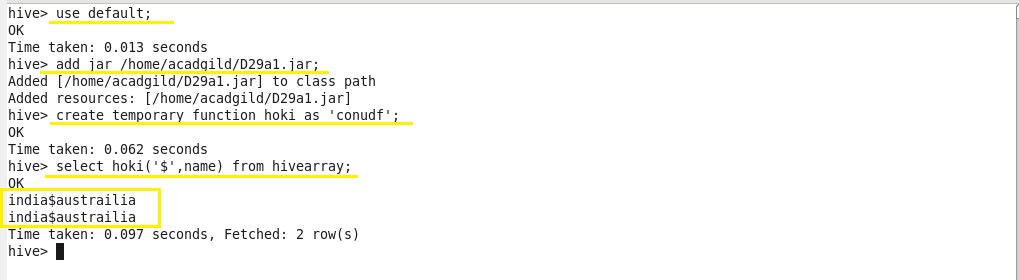 hive> use default;
OK
Time taken: 0.013 seconds
hive> add jar /home/acadgild/D29a1.jar;
Added [/home/acadgild/D29a1.jar] to class path
Added resources: [/home/acadgild/D29a1.jar]
hive> create temporary function hoki as 'conudf';
OK
Time taken: 0.062 seconds
hive> select hoki('$',name) from hivearray;
OK
india$austrailia
india$austrailia
Time taken: 0.097 seconds, Fetched: 2 row(s)
hive>